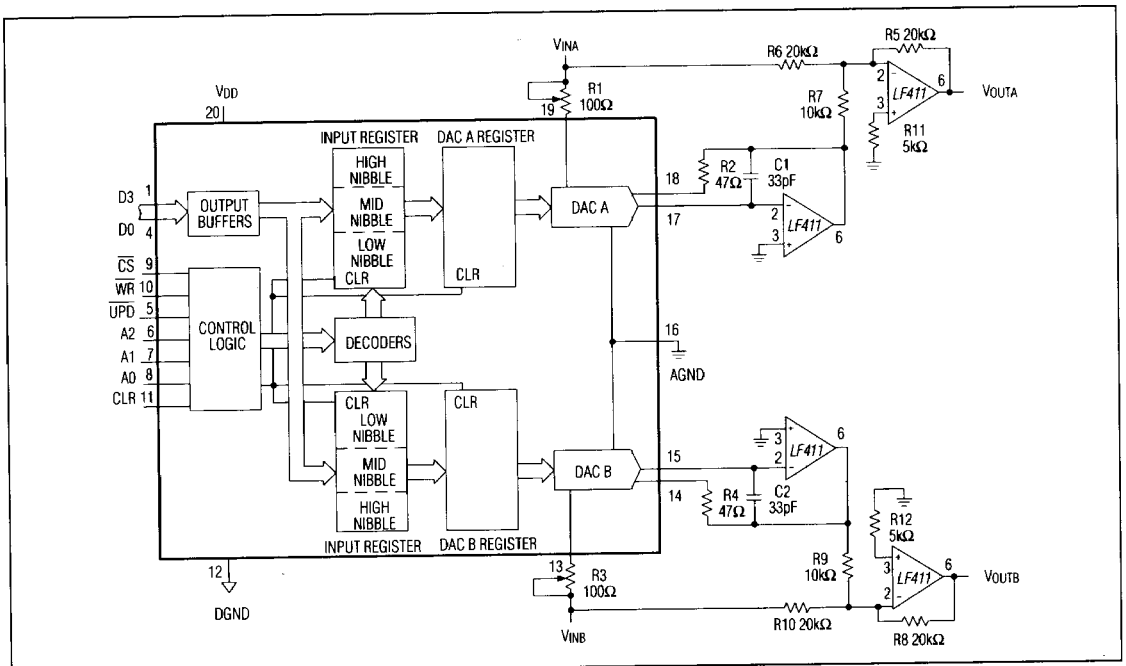 VINA
R6 20kΩ
R5 20kΩ
2
6
LF411
VOUTA
3
R11
5kΩ
R7
10kΩ
VDD
20
19
R1
100Ω
INPUT REGISTER
DAC A REGISTER
HIGH
NIBBLE
MID
NIBBLE
LOW
NIBBLE
CLR
CLR
D3
1
D0
4
OUTPUT
BUFFERS
DAC A
18
17
R2
47Ω
C1
33pF
2
LF411
3
6
CS 9
WR 10
UPD 5
A2 6
A1 7
A0 8
CLR 11
CONTROL
LOGIC
DECODERS
16
AGND
CLR
LOW
NIBBLE
MID
NIBBLE
HIGH
NIBBLE
CLR
INPUT REGISTER
DAC B REGISTER
DAC B
15
14
R4
47Ω
C2
33pF
3
2
LF411
6
R12
5kΩ
R9
10kΩ
3
2
LF411
6
VOUTB
12
DGND
13
R3
100Ω
VINB
R10 20kΩ
R8 20kΩ
+
-
+
-
+
-
+
-